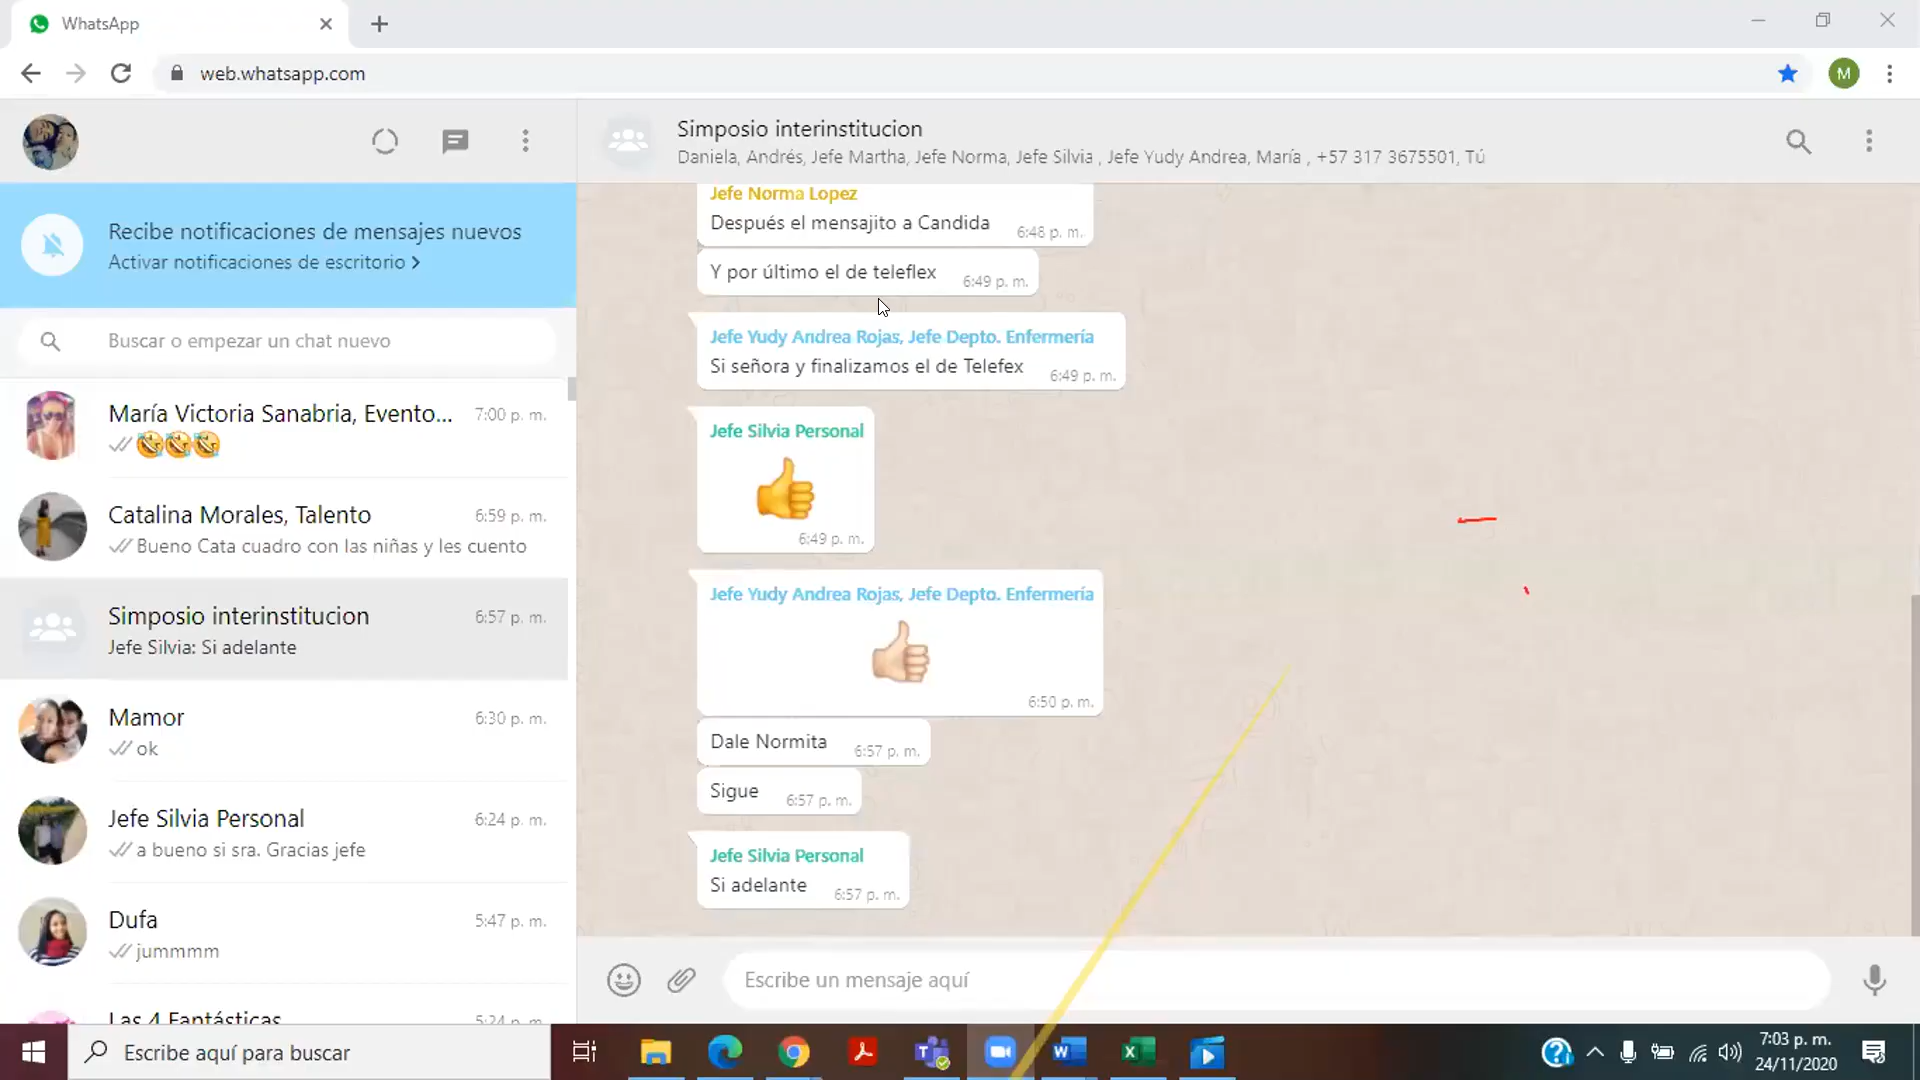 WhatsApp
web.whatsapp.com
M
Recibe notificaciones de mensajes nuevos
Activar notificaciones de escritorio >
Buscar o empezar un chat nuevo
María Victoria Sanabria, Evento...
7:00 p. m.
Catalina Morales, Talento
6:59 p. m.
Bueno Cata cuadro con las niñas y les cuento
Simposio interinstitucion
6:57 p. m.
Jefe Silvia: Si adelante
Mamor
6:30 p. m.
ok
Jefe Silvia Personal
6:24 p. m.
a bueno si sra. Gracias jefe
Dufa
5:47 p. m.
jummmm
Las 4 Fantásticas
5:24 p. m.
Simposio interinstitucion
Daniela, Andrés, Jefe Martha, Jefe Norma, Jefe Silvia , Jefe Yudy Andrea, María , +57 317 3675501, Tú
Jefe Norma Lopez
Después el mensajito a Candida
6:48 p. m.
Y por último el de teleflex
6:49 p. m.
Jefe Yudy Andrea Rojas, Jefe Depto. Enfermería
Si señora y finalizamos el de Telefex
6:49 p. m.
Jefe Silvia Personal
6:49 p. m.
Jefe Yudy Andrea Rojas, Jefe Depto. Enfermería
6:50 p. m.
Dale Normita
6:57 p. m.
Sigue
6:57 p. m.
Jefe Silvia Personal
Si adelante
6:57 p. m.
Escribe un mensaje aquí
Escribe aquí para buscar
7:03 p. m.
24/11/2020